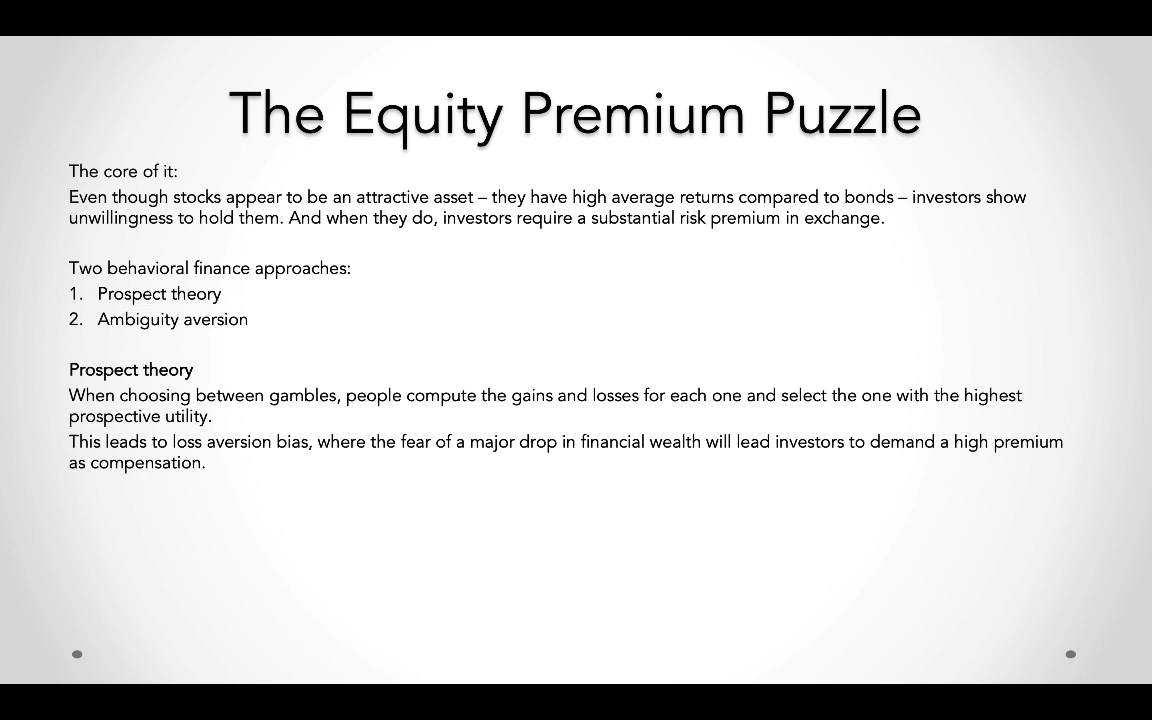 The Equity Premium Puzzle
The core of it:
Even though stocks appear to be an attractive asset – they have high average returns compared to bonds – investors show
unwillingness to hold them. And when they do, investors require a substantial risk premium in exchange.
Two behavioral finance approaches:
1. Prospect theory
2. Ambiguity aversion
Prospect theory
When choosing between gambles, people compute the gains and losses for each one and select the one with the highest
prospective utility.
This leads to loss aversion bias, where the fear of a major drop in financial wealth will lead investors to demand a high premium
as compensation.